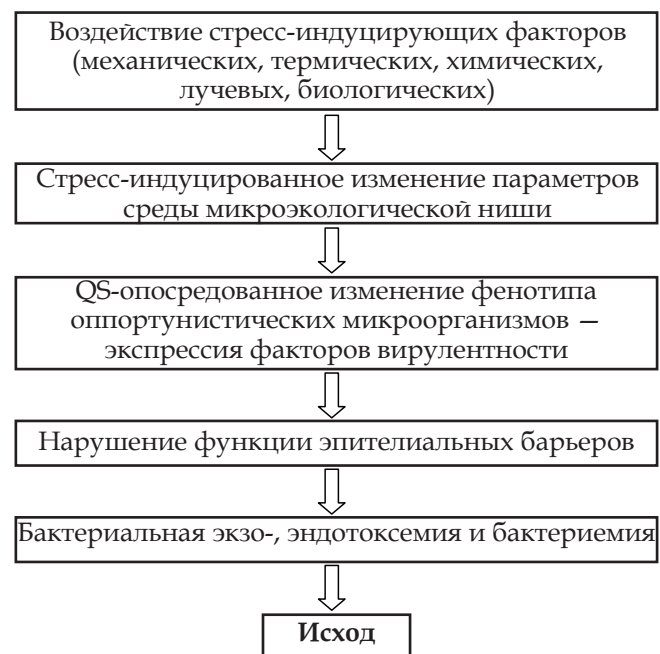 Воздействие стресс-индуцирующих факторов
(механических, термических, химических,
лучевых, биологических)
Стресс-индуцированное изменение параметров
среды микроэкологической ниши
QS-опосредованное изменение фенотипа
оппортунистических микроорганизмов —
экспрессия факторов вирулентности
Нарушение функции эпителиальных барьеров
Бактериальная экзо-, эндотоксемия и бактериемия
Исход